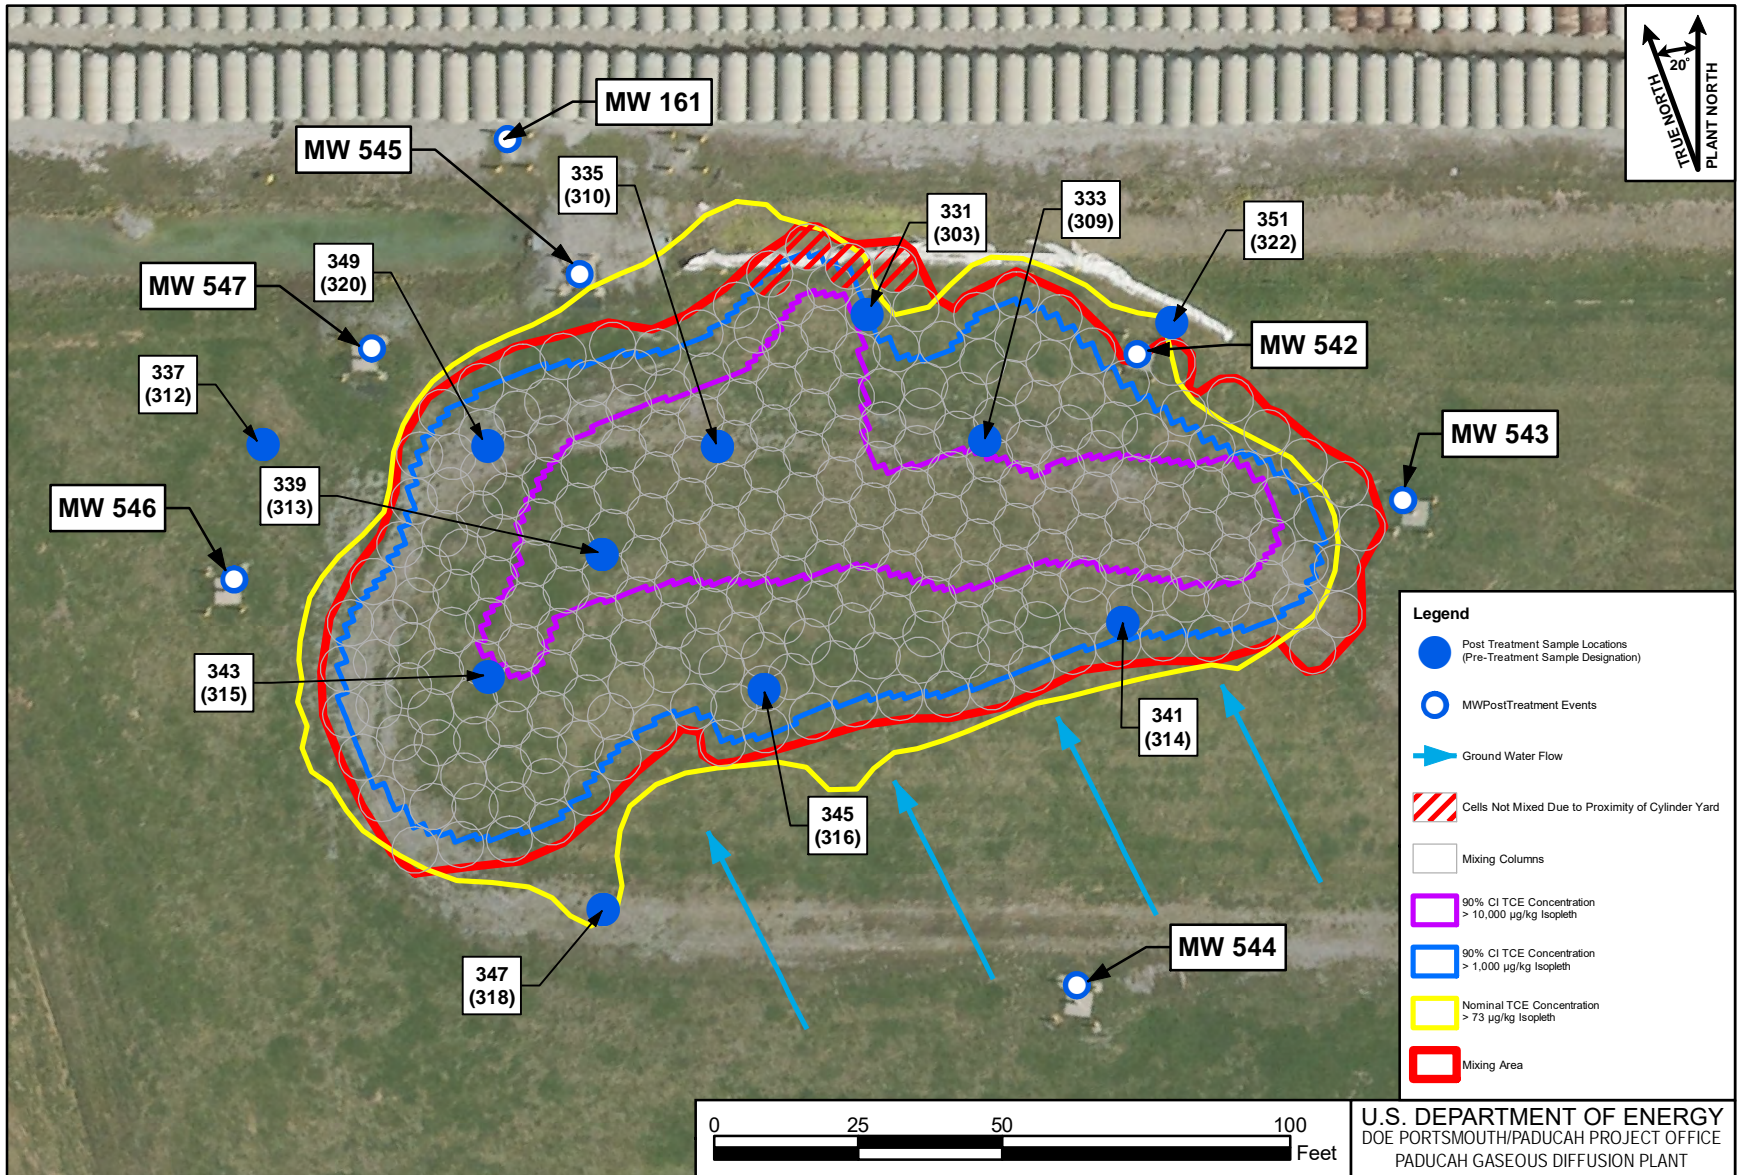 MW 161
MW 545
335
(310)
331
(303)
333
(309)
351
(322)
20°
TRUE NORTH
PLANT NORTH
349
(320)
MW 547
MW 542
337
(312)
MW 543
339
(313)
MW 546
343
(315)
341
(314)
345
(316)
347
(318)
MW 544
Legend
Post Treatment Sample Locations
(Pre-Treatment Sample Designation)
MWPostTreatment Events
Ground Water Flow
Cells Not Mixed Due to Proximity of Cylinder Yard
Mixing Columns
90% CI TCE Concentration
> 10,000 µg/kg Isopleth
90% CI TCE Concentration
> 1,000 µg/kg Isopleth
Nominal TCE Concentration
> 73 µg/kg Isopleth
Mixing Area
0 25 50 100
Feet
U.S. DEPARTMENT OF ENERGY
DOE PORTSMOUTH/PADUCAH PROJECT OFFICE
PADUCAH GASEOUS DIFFUSION PLANT